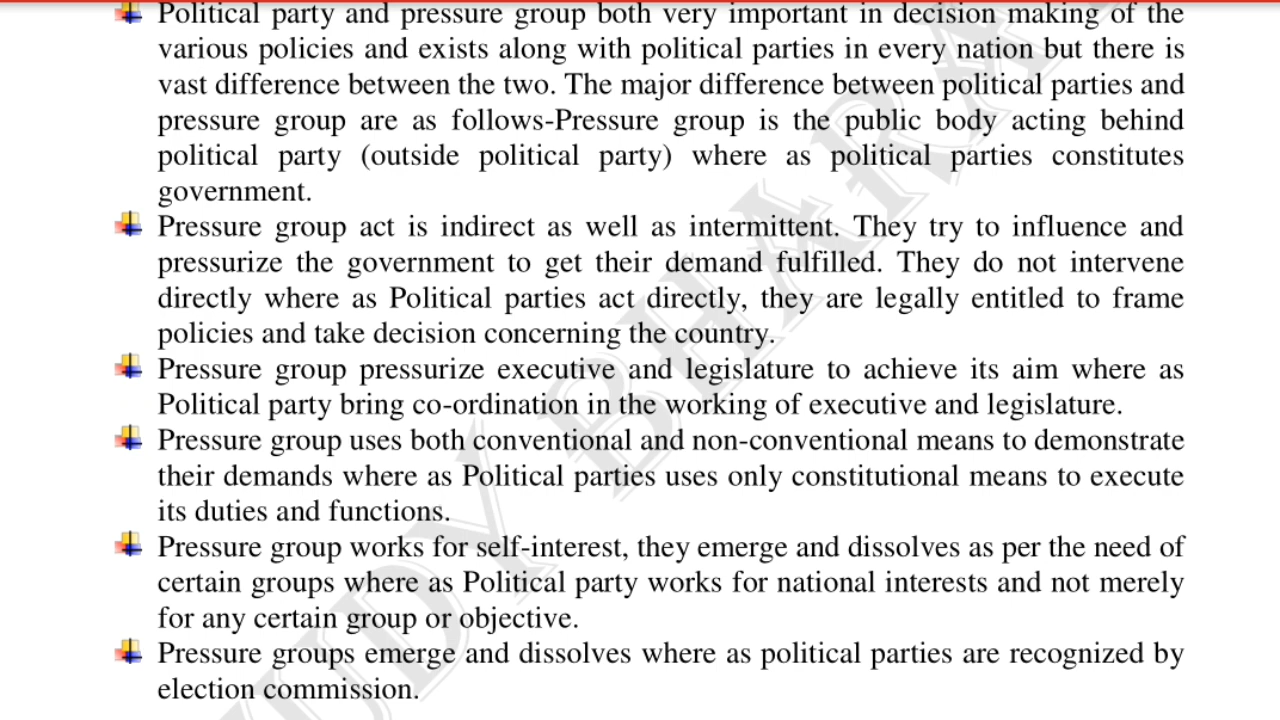 Political party and pressure group both very important in decision making of the
various policies and exists along with political parties in every nation but there is
vast difference between the two. The major difference between political parties and
pressure group are as follows-Pressure group is the public body acting behind
political party (outside political party) where as political parties constitutes
government.
Pressure group act is indirect as well as intermittent. They try to influence and
pressurize the government to get their demand fulfilled. They do not intervene
directly where as Political parties act directly, they are legally entitled to frame
policies and take decision concerning the country.
Pressure group pressurize executive and legislature to achieve its aim where as
Political party bring co-ordination in the working of executive and legislature.
Pressure group uses both conventional and non-conventional means to demonstrate
their demands where as Political parties uses only constitutional means to execute
its duties and functions.
Pressure group works for self-interest, they emerge and dissolves as per the need of
certain groups where as Political party works for national interests and not merely
for any certain group or objective.
Pressure groups emerge and dissolves where as political parties are recognized by
election commission.